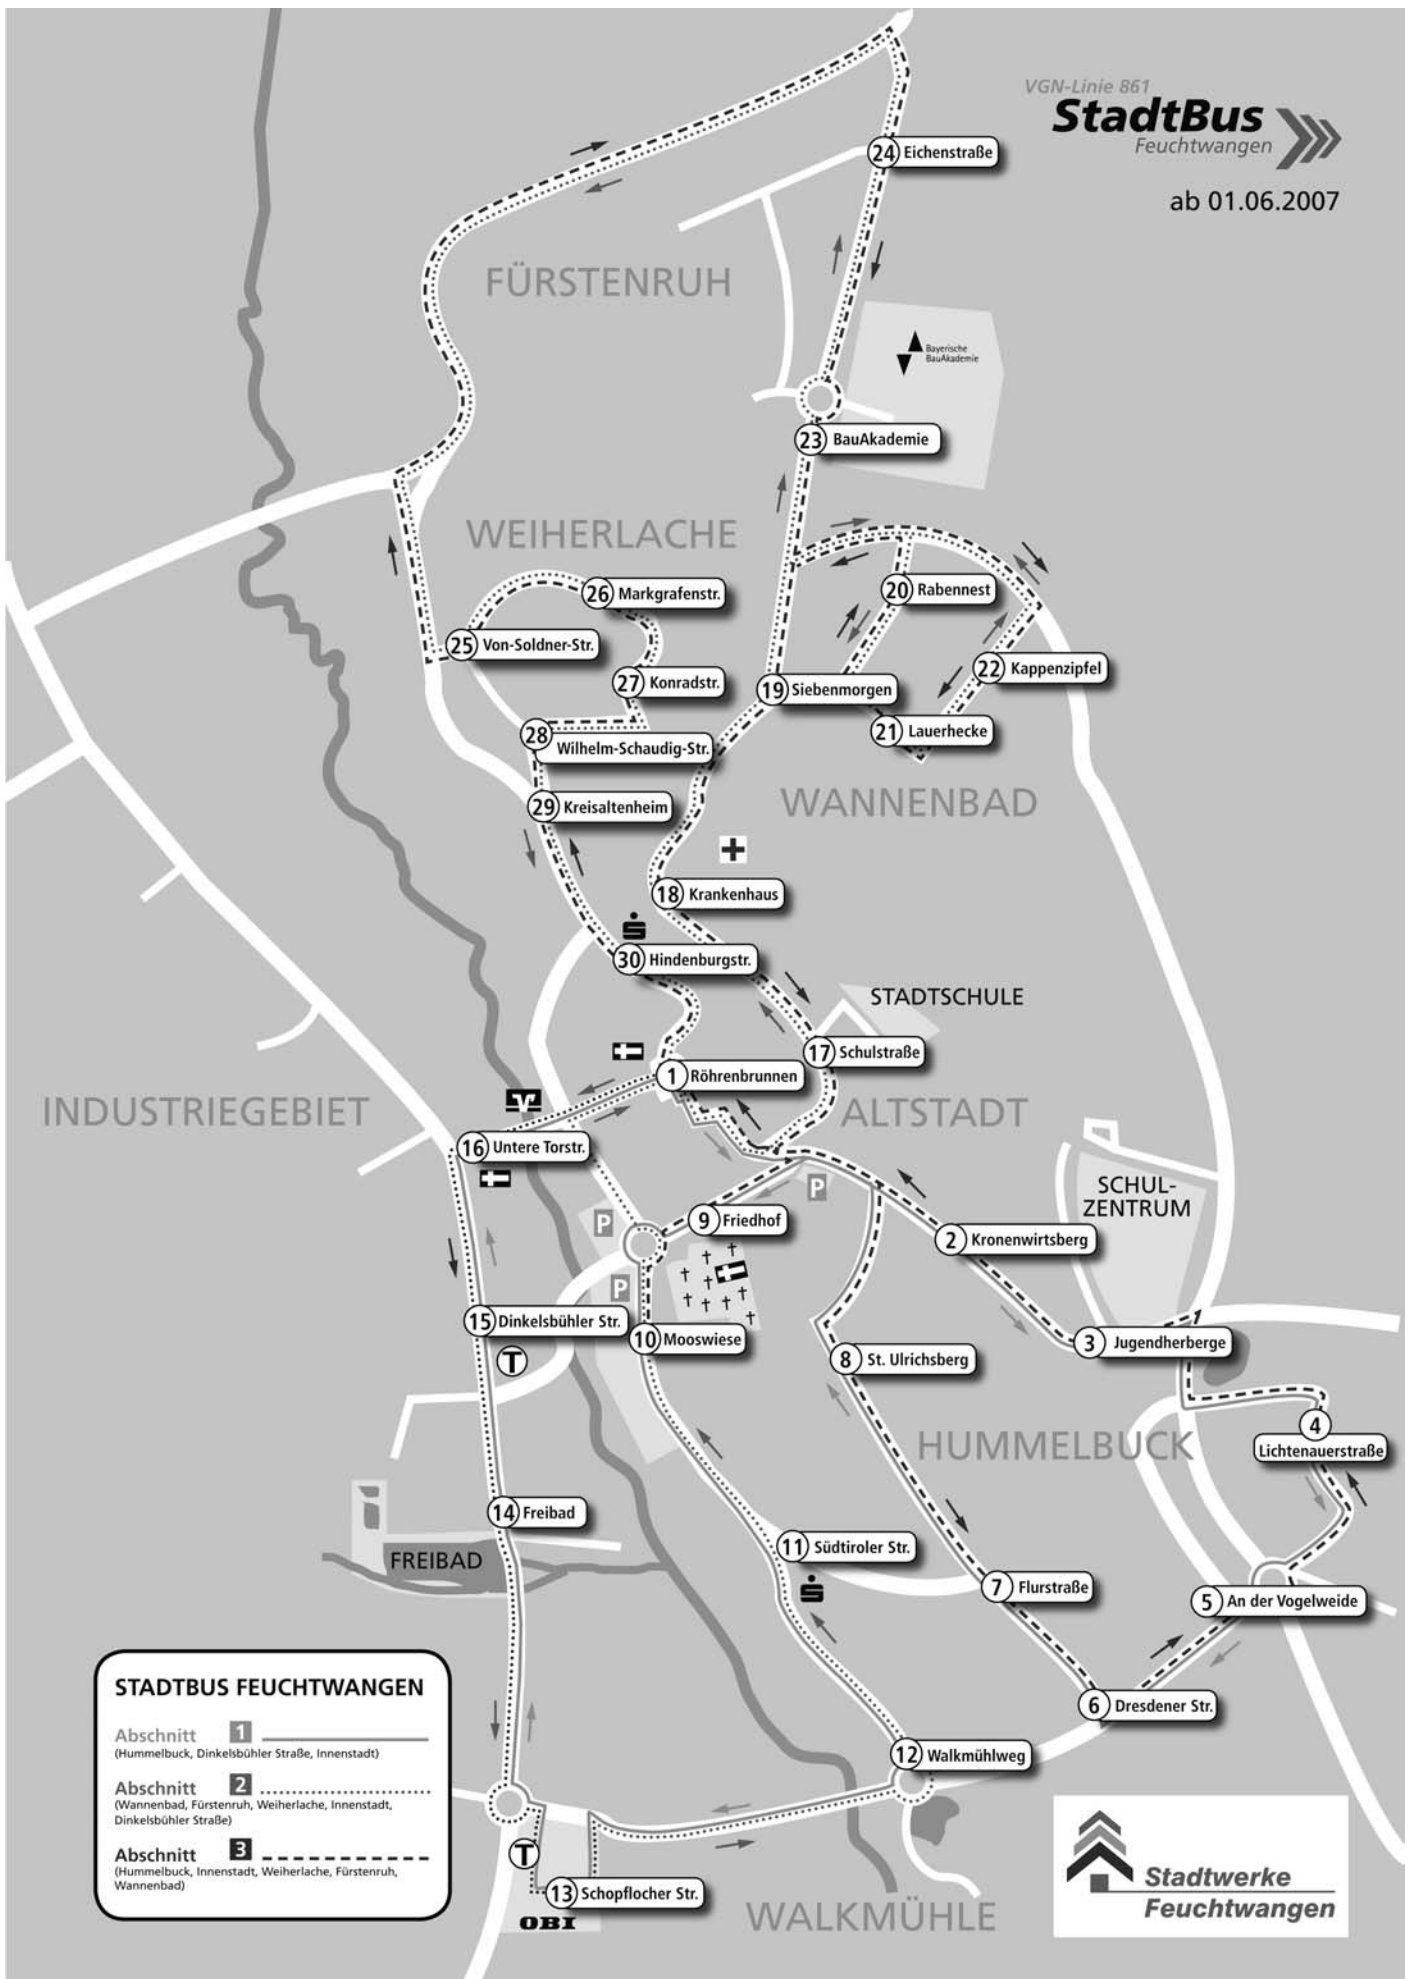 VGN-Linie 861
StadtBus
Feuchtwangen
ab 01.06.2007
24 Eichenstraße
FÜRSTENRUH
Bayerische
BauAkademie
23 BauAkademie
WEIHERLACHE
26 Markgrafenstr.
20 Rabennest
25 Von-Soldner-Str.
22 Kappenzipfel
27 Konradstr.
19 Siebenmorgen
21 Lauerhecke
28 Wilhelm-Schaudig-Str.
WANNENBAD
29 Kreisaltenheim
18 Krankenhaus
30 Hindenburgstr.
STADTSCHULE
17 Schulstraße
1 Röhrenbrunnen
INDUSTRIEGEBIET
ALTSTADT
16 Untere Torstr.
P
SCHUL-
ZENTRUM
P
9 Friedhof
2 Kronenwirtsberg
P
15 Dinkelsbühler Str.
10 Mooswiese
3 Jugendherberge
T
8 St. Ulrichsberg
HUMMELBUCK
4
Lichtenauerstraße
14 Freibad
FREIBAD
11 Südtiroler Str.
7 Flurstraße
5 An der Vogelweide
6 Dresdener Str.
12 Walkmühlweg
T
13 Schopflocher Str.
OBI
WALKMÜHLE
STADTBUS FEUCHTWANGEN
Abschnitt 1
(Hummelbuck, Dinkelsbühler Straße, Innenstadt)
Abschnitt 2
(Wannenbad, Fürstenruh, Weiherlache, Innenstadt,
Dinkelsbühler Straße)
Abschnitt 3
(Hummelbuck, Innenstadt, Weiherlache, Fürstenruh,
Wannenbad)
Stadtwerke
Feuchtwangen